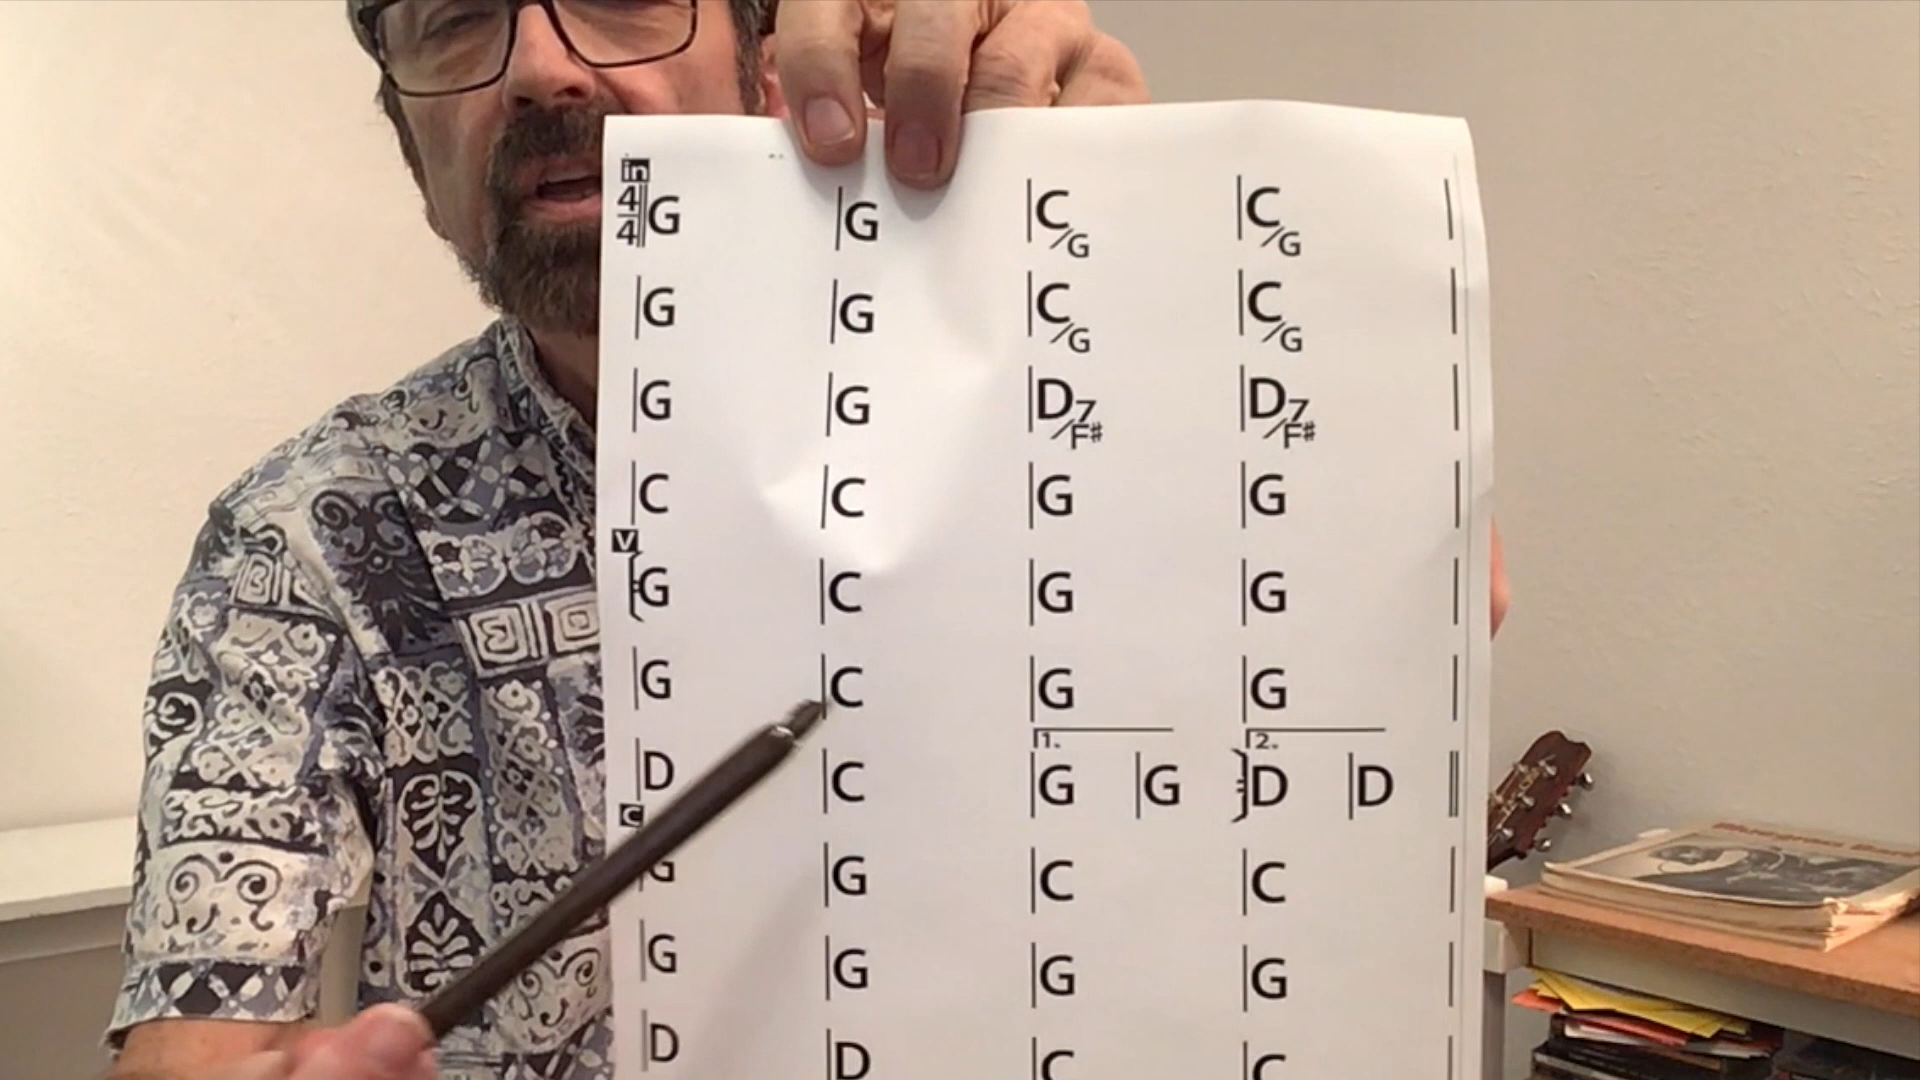 in
4/4 G G C/G C/G
G G C/G C/G
G G D7/F# D7/F#
C C G G
V
G C G G
G C G G
1. 2.
D C G G D D
C
G G C C
G G G G
D D C C